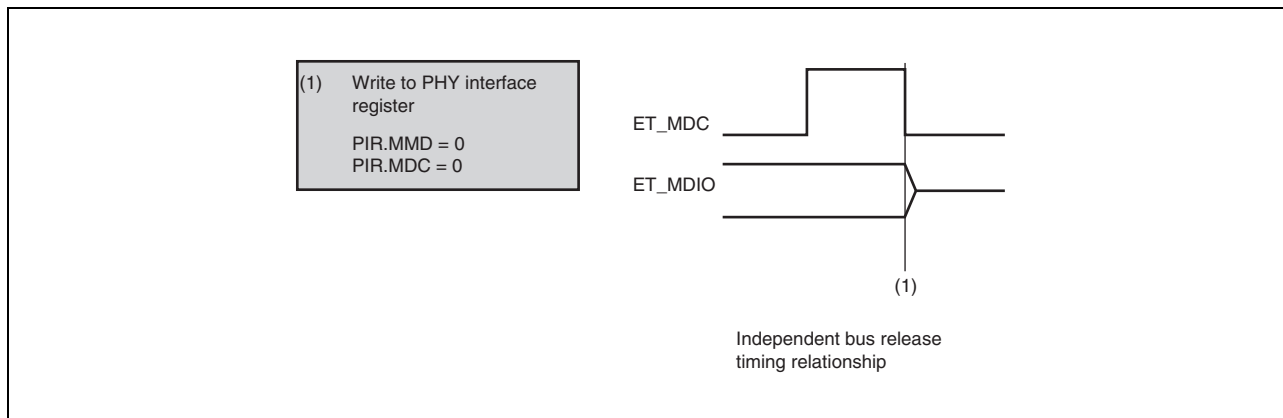 (1) Write to PHY interface
register
PIR.MMD = 0
PIR.MDC = 0
ET_MDC
ET_MDIO
(1)
Independent bus release
timing relationship